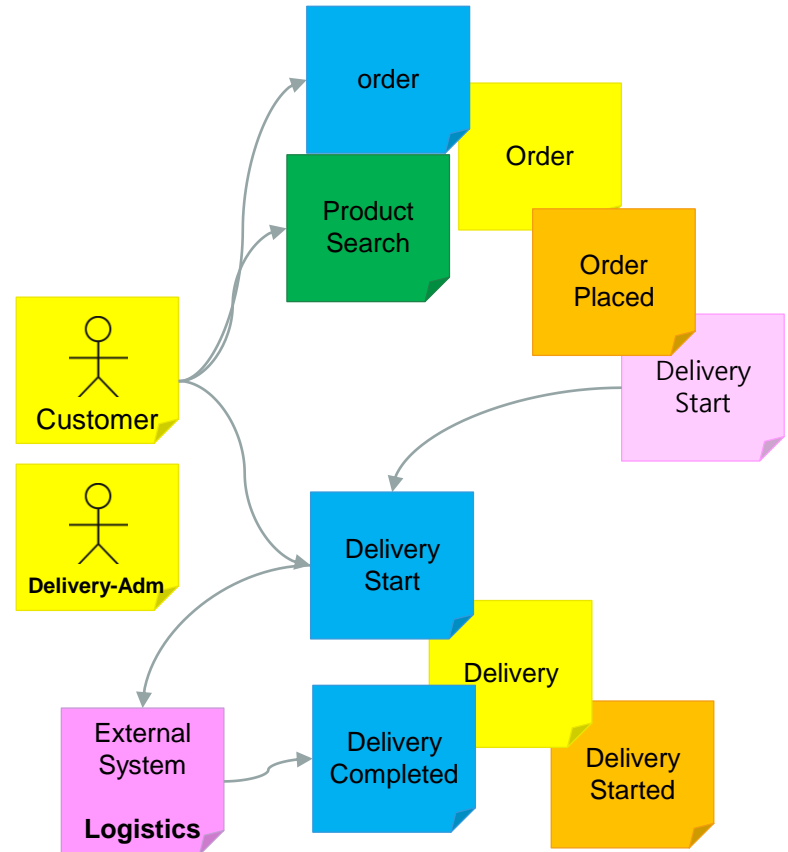 order
Order
Product
Search
Order
Placed
Delivery
Start
Customer
Delivery-Adm
Delivery
Start
Delivery
External
System
Logistics
Delivery
Completed
Delivery
Started